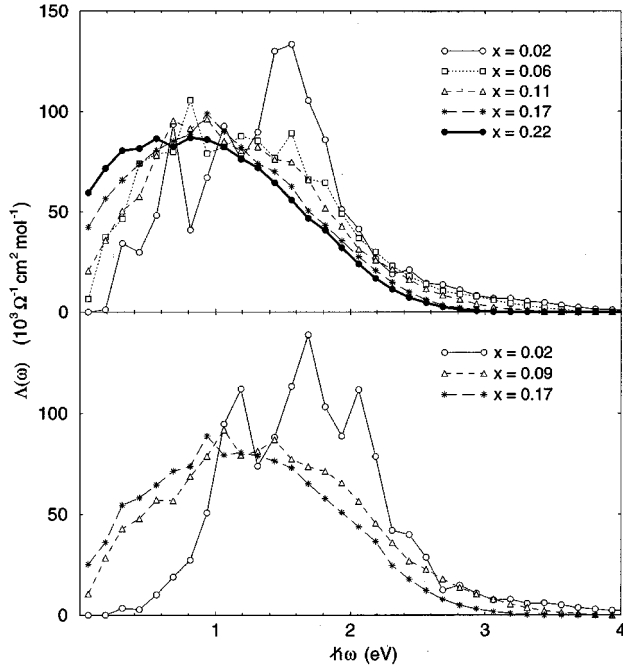 150
100
50
0
x = 0.02
x = 0.06
x = 0.11
x = 0.17
x = 0.22
Λ(ω) (10³ Ω⁻¹ cm² mol⁻¹)
100
50
0
x = 0.02
x = 0.09
x = 0.17
0 1 2 3 4
ℏω (eV)